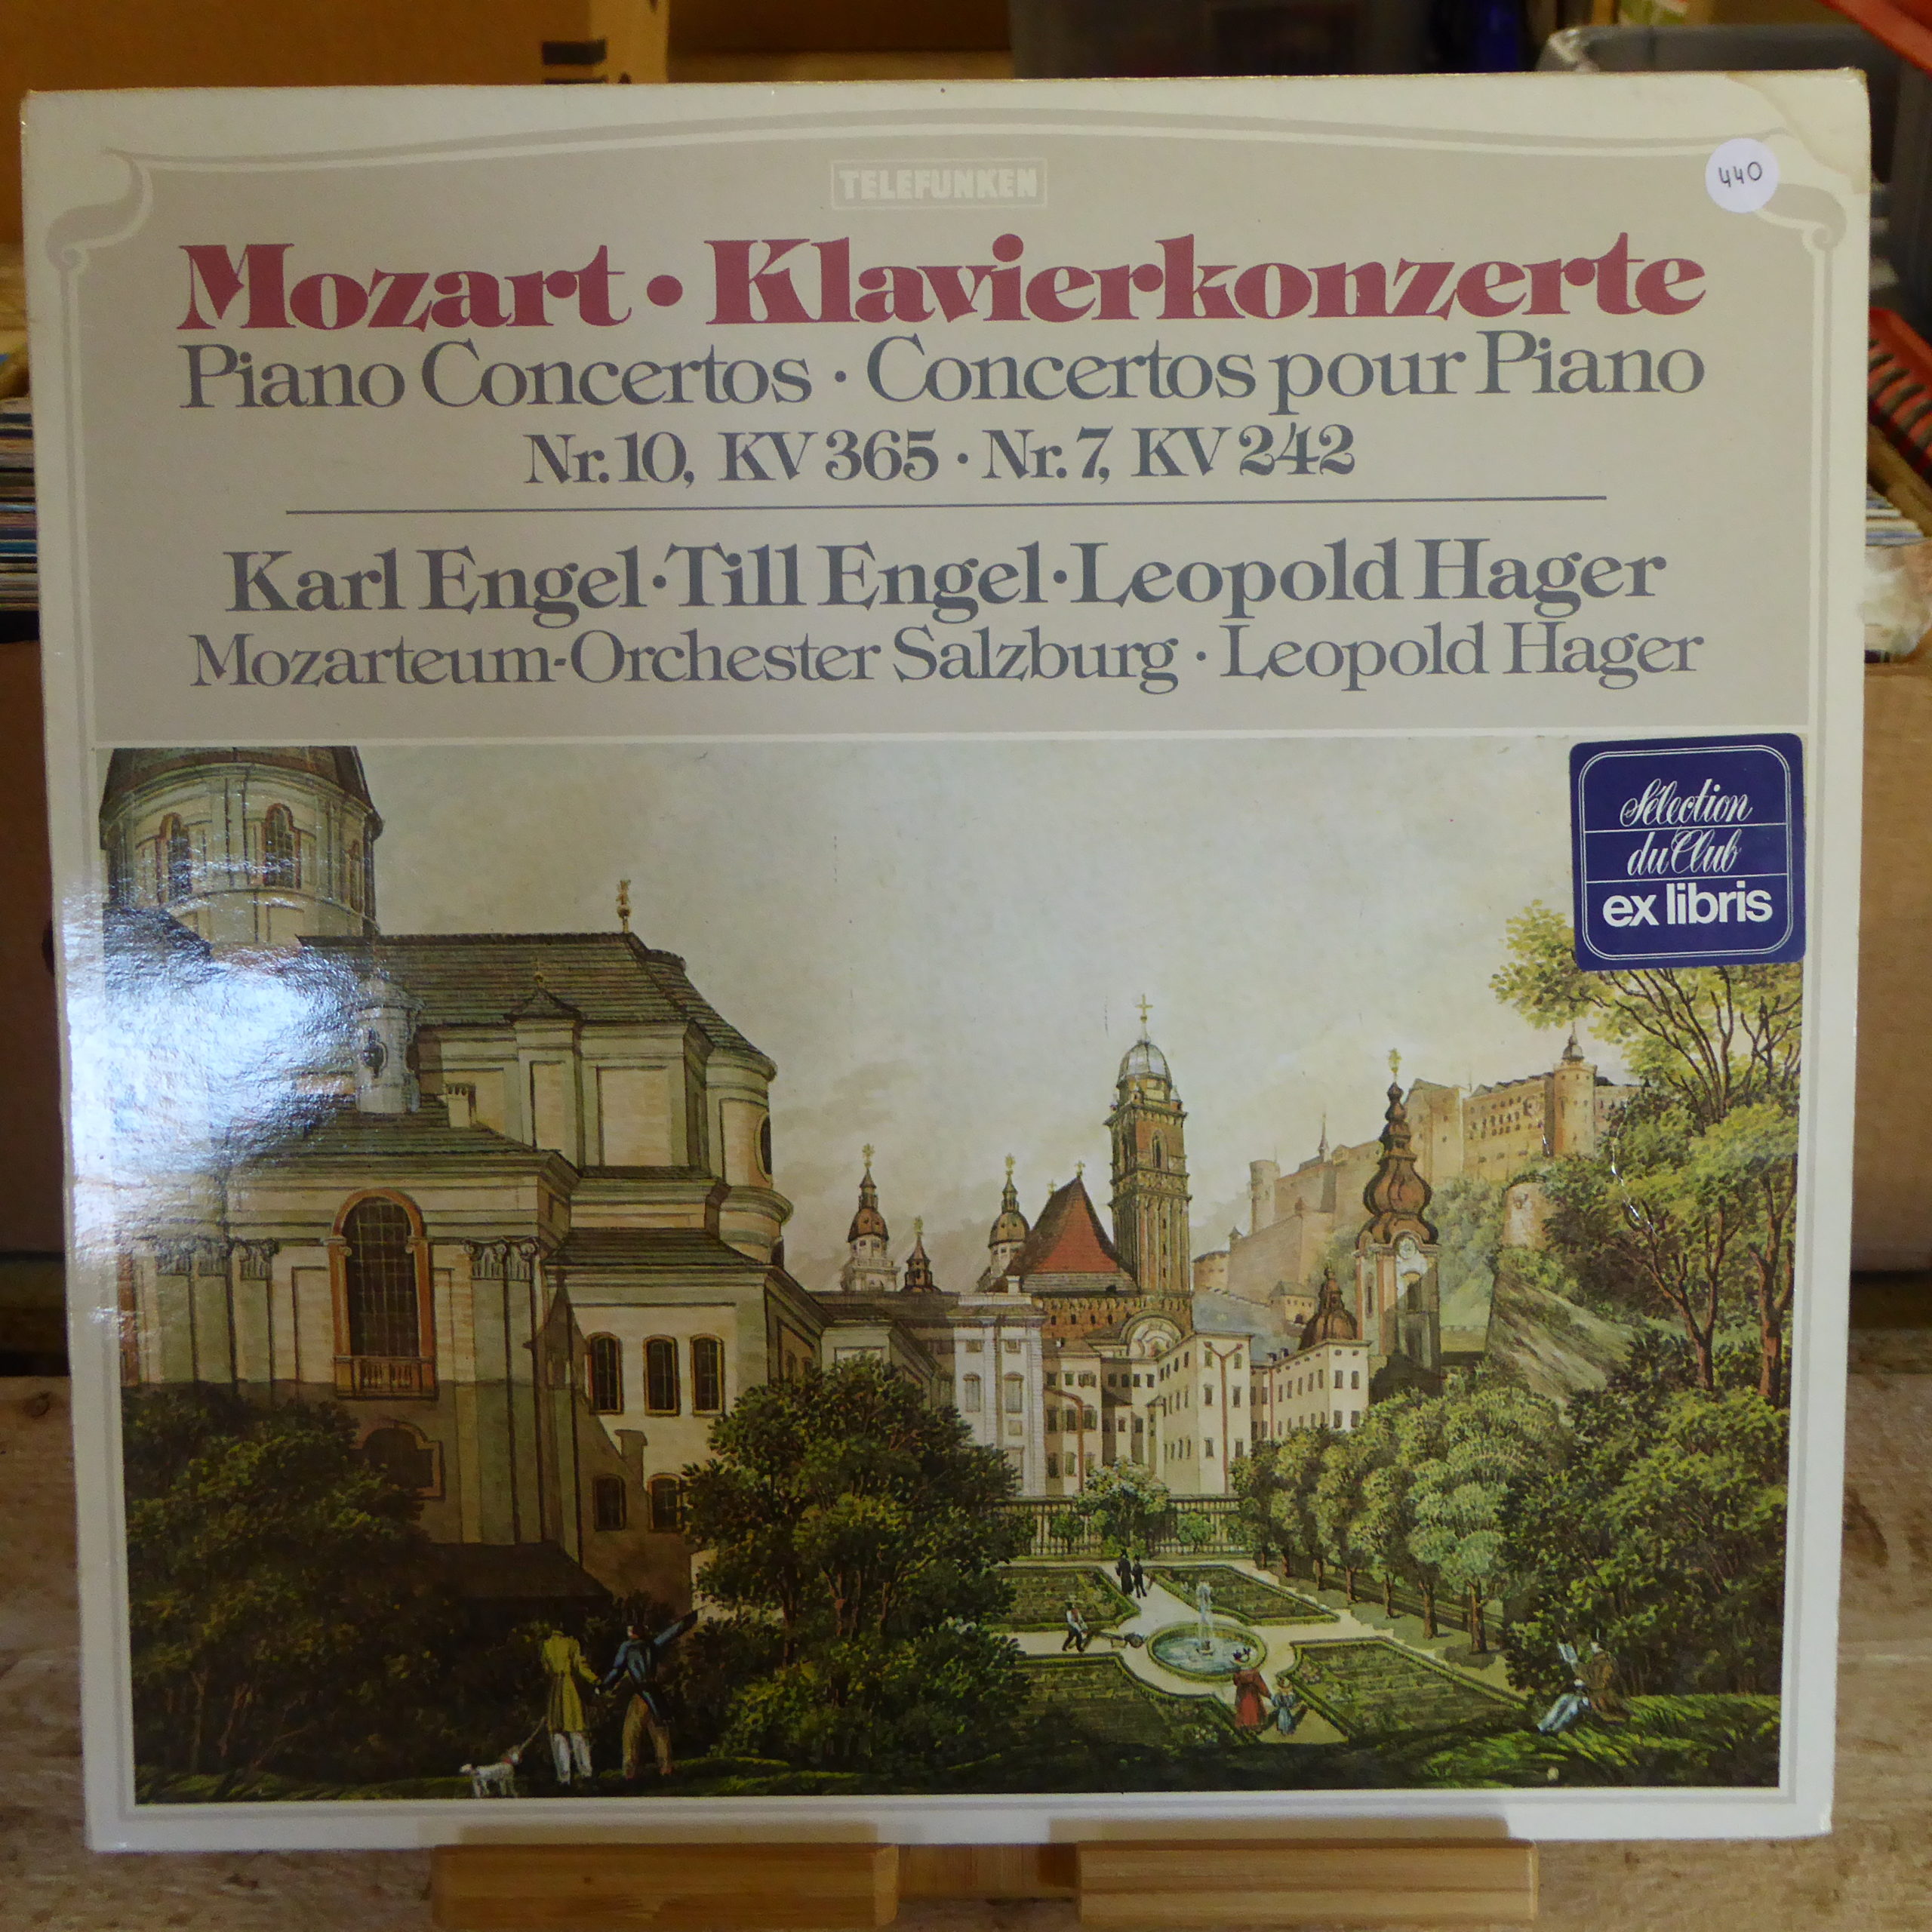 TELEFUNKEN
440
Mozart · Klavierkonzerte
Piano Concertos · Concertos pour Piano
Nr. 10, KV 365 · Nr. 7, KV 242
Karl Engel · Till Engel · Leopold Hager
Mozarteum-Orchester Salzburg · Leopold Hager
Sélection
du Club
ex libris